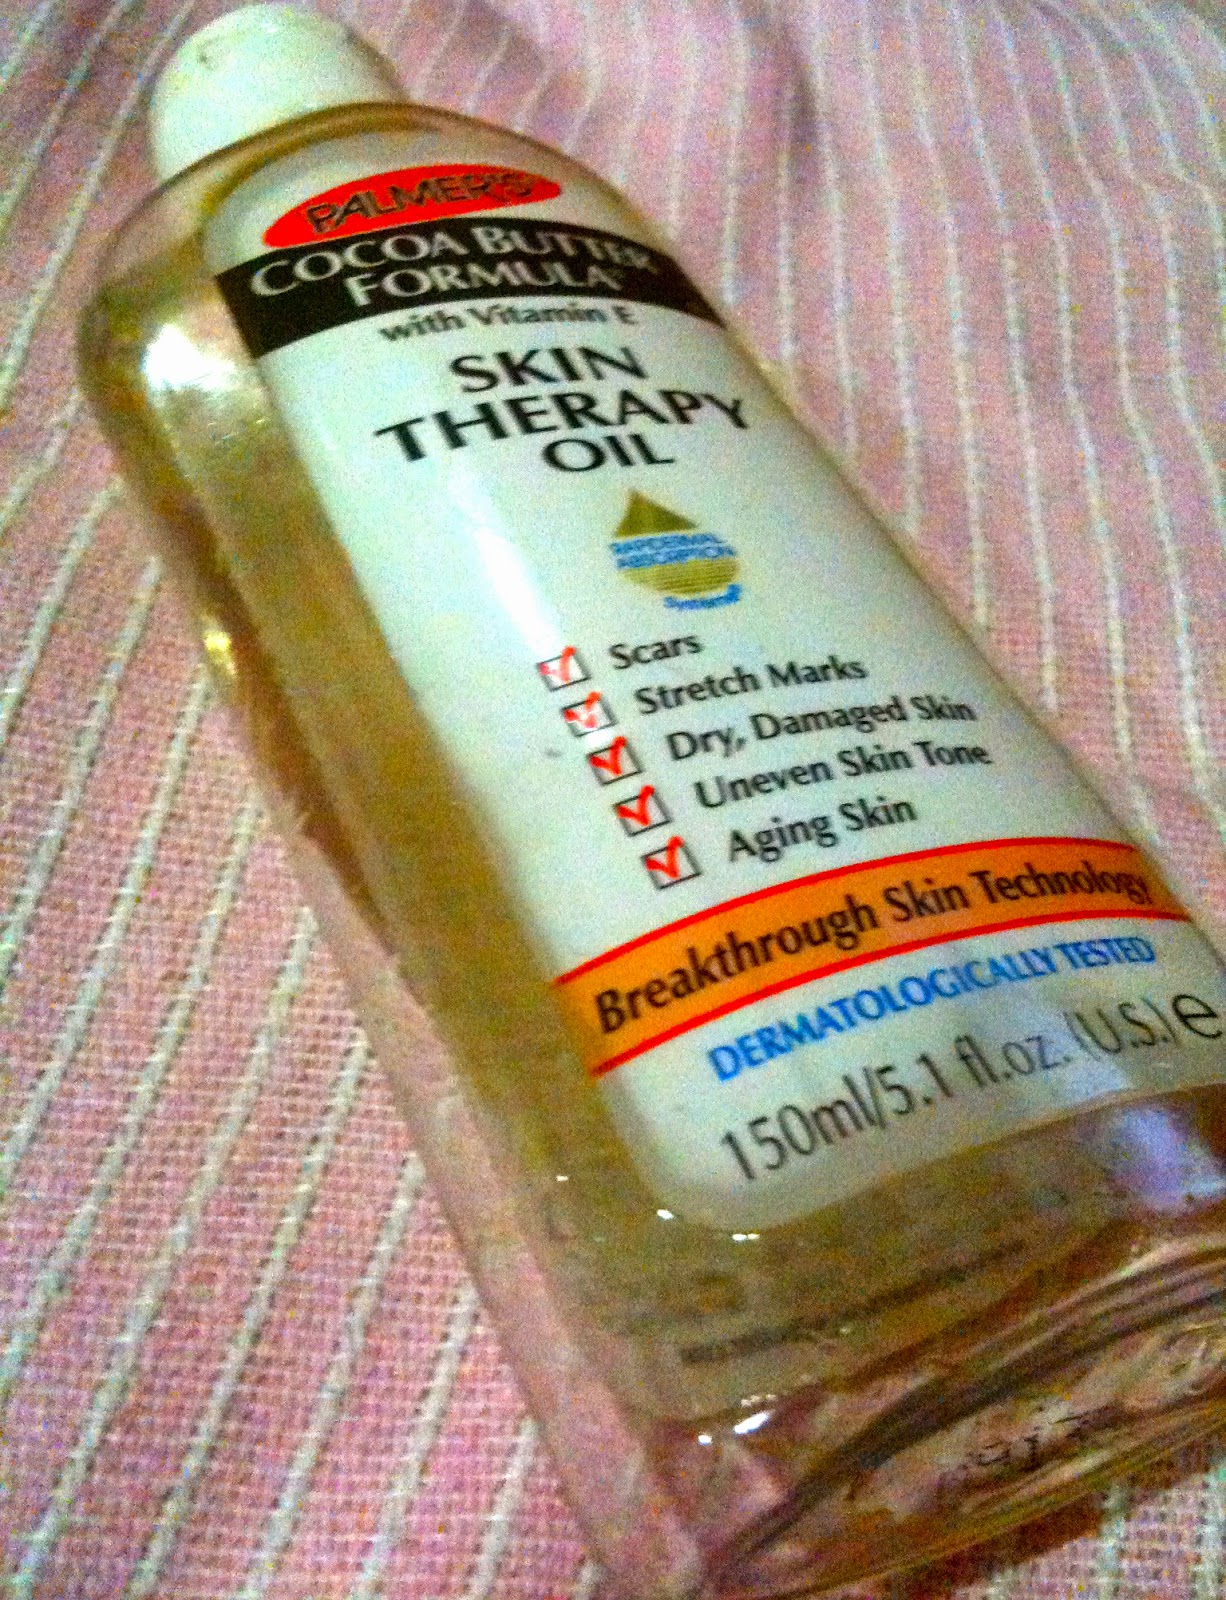 PALMER'S
COCOA BUTTER
FORMULA®
with Vitamin E
SKIN
THERAPY
OIL
ABSORPTION
Scars
Stretch Marks
Dry, Damaged Skin
Uneven Skin Tone
Aging Skin
Breakthrough Skin Technology
DERMATOLOGICALLY TESTED
150ml/5.1 fl.oz. (U.S.) e